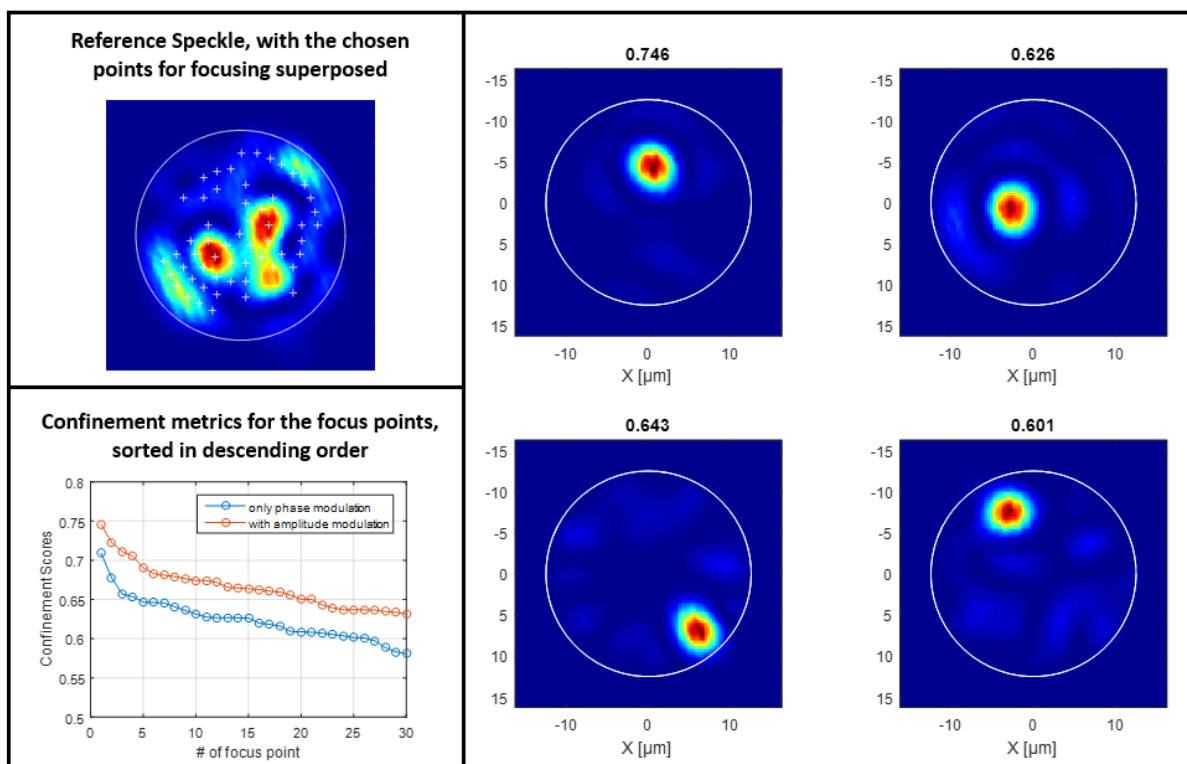 Reference Speckle, with the chosen
points for focusing superposed
Confinement metrics for the focus points,
sorted in descending order
0.8
0.75
0.7
0.65
0.6
0.55
0.5
Confinement Scores
only phase modulation
with amplitude modulation
0 5 10 15 20 25 30
# of focus point
0.746
-15
-10
-5
0
5
10
15
-10 0 10
X [µm]
0.626
-15
-10
-5
0
5
10
15
-10 0 10
X [µm]
0.643
-15
-10
-5
0
5
10
15
-10 0 10
X [µm]
0.601
-15
-10
-5
0
5
10
15
-10 0 10
X [µm]